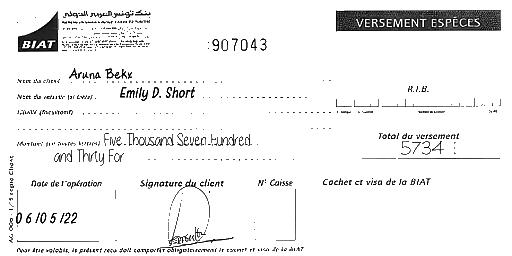 بنك تونس العربي الدولي
BIAT
VERSEMENT ESPÈCES
907043
Nom du client Aruna Bekx
Nom du verseur (si tiers) Emily D. Short
R.I.B.
Libellé (facultatif)
Montant (en toutes lettres) Five Thousand Seven Hundred
and Thirty For
Total du versement
5734
Date de l'opération
Signature du client
N° Caisse
Cachet et visa de la BIAT
06/05/22
Pour être valable, le présent reçu doit comporter obligatoirement le cachet et visa de la BIAT